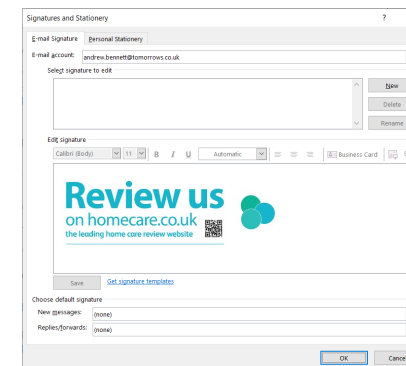 Signatures and Stationery
?
E-mail Signature Personal Stationery
E-mail account: andrew.bennett@tomorrows.co.uk
Select signature to edit
New
Delete
Rename
Edit signature
Calibri (Body) 11 B I U Automatic Business Card
Review us
on homecare.co.uk
the leading home care review website
Save Get signature templates
Choose default signature
New messages: (none)
Replies/forwards: (none)
OK Cance